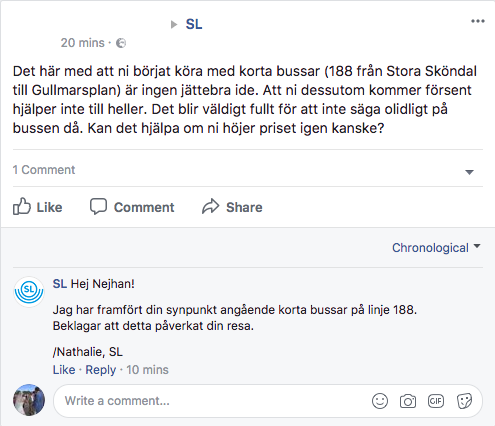 SL
20 mins ·
Det här med att ni börjat köra med korta bussar (188 från Stora Sköndal
till Gullmarsplan) är ingen jättebra ide. Att ni dessutom kommer försent
hjälper inte till heller. Det blir väldigt fullt för att inte säga olidligt på
bussen då. Kan det hjälpa om ni höjer priset igen kanske?
1 Comment
Like Comment Share
Chronological
SL
SL Hej Nejhan!
Jag har framfört din synpunkt angående korta bussar på linje 188.
Beklagar att detta påverkat din resa.
/Nathalie, SL
Like · Reply · 10 mins
Write a comment... GIF